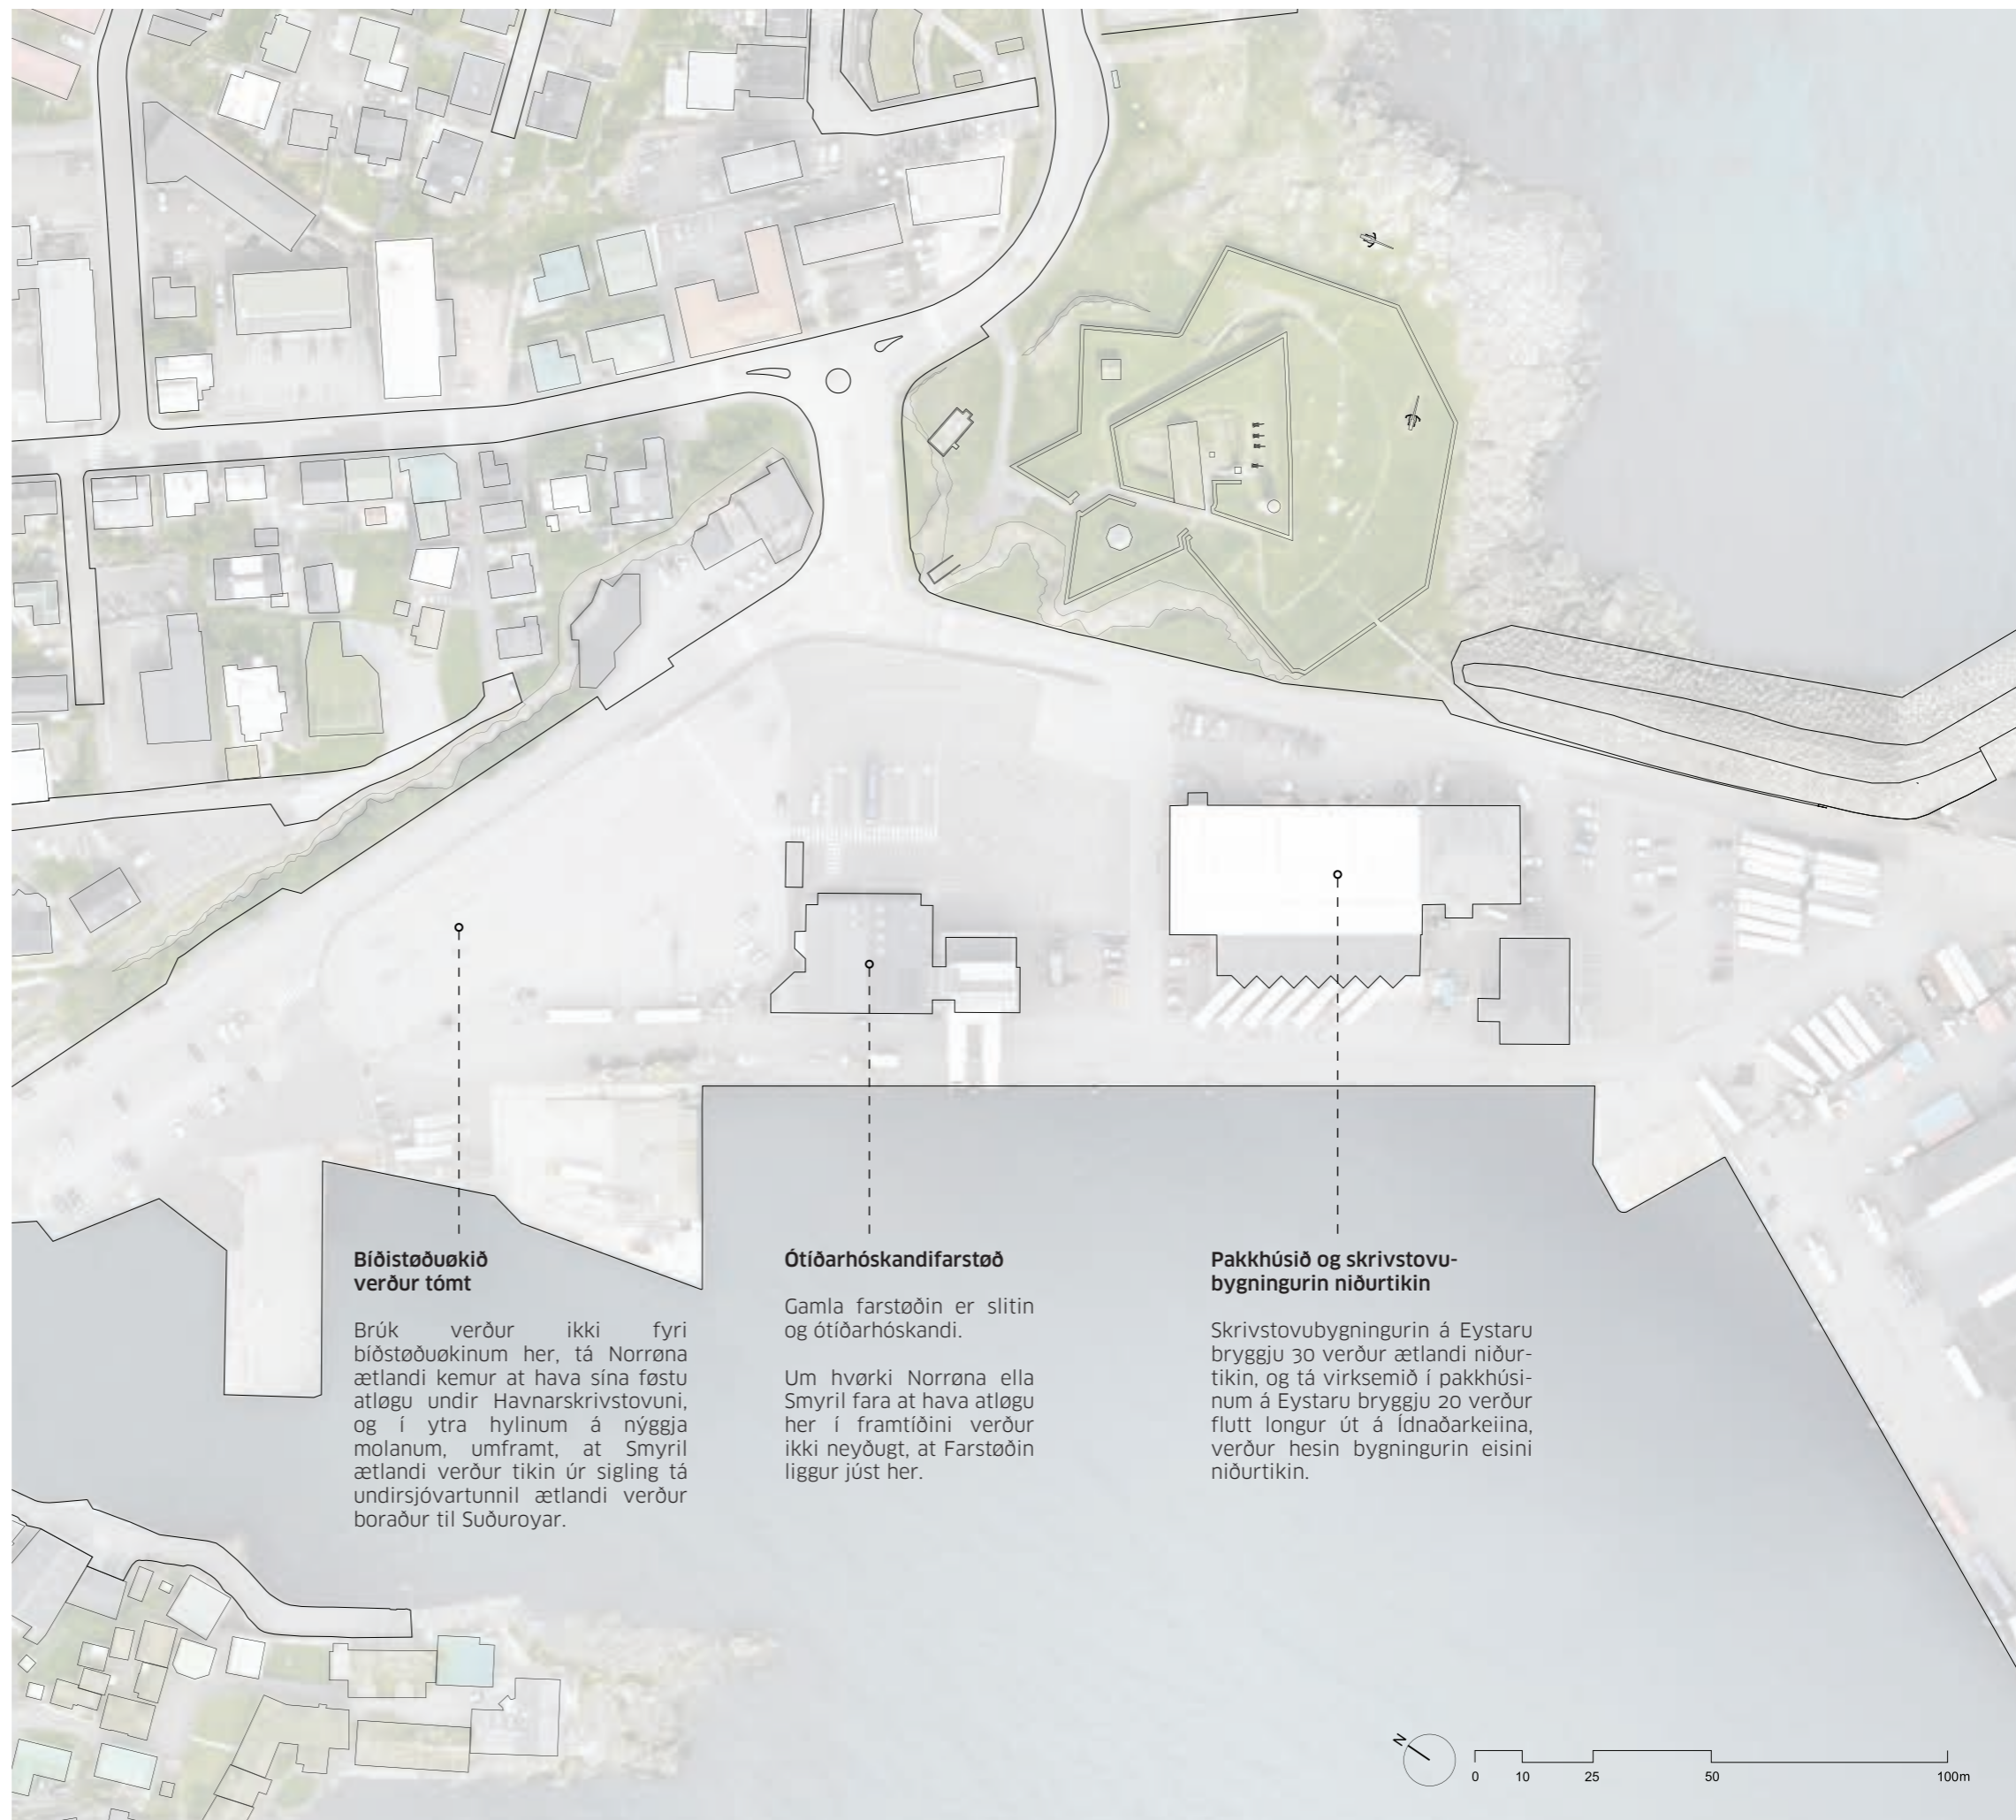 Bíðistøðuøkið
verður tómt
Brúk verður ikki fyri
bíðstøðuøkinum her, tá Norrøna
ætlandi kemur at hava sína føstu
atløgu undir Havnarskrivstovuni,
og í ytra hylinum á nýggja
molanum, umframt, at Smyril
ætlandi verður tikin úr sigling tá
undirsjóvartunnil ætlandi verður
boraður til Suðuroyar.
Ótíðarhóskandifarstøð
Gamla farstøðin er slitin
og ótíðarhóskandi.
Um hvørki Norrøna ella
Smyril fara at hava atløgu
her í framtíðini verður
ikki neyðugt, at Farstøðin
liggur júst her.
Pakkhúsið og skrivstovu-
bygningurin niðurtikin
Skrivstovubygningurin á Eystaru
bryggju 30 verður ætlandi niður-
tikin, og tá virksemið í pakkhúsi-
num á Eystaru bryggju 20 verður
flutt longur út á Ídnaðarkeiina,
verður hesin bygningurin eisini
niðurtikin.
N
0 10 25 50 100m